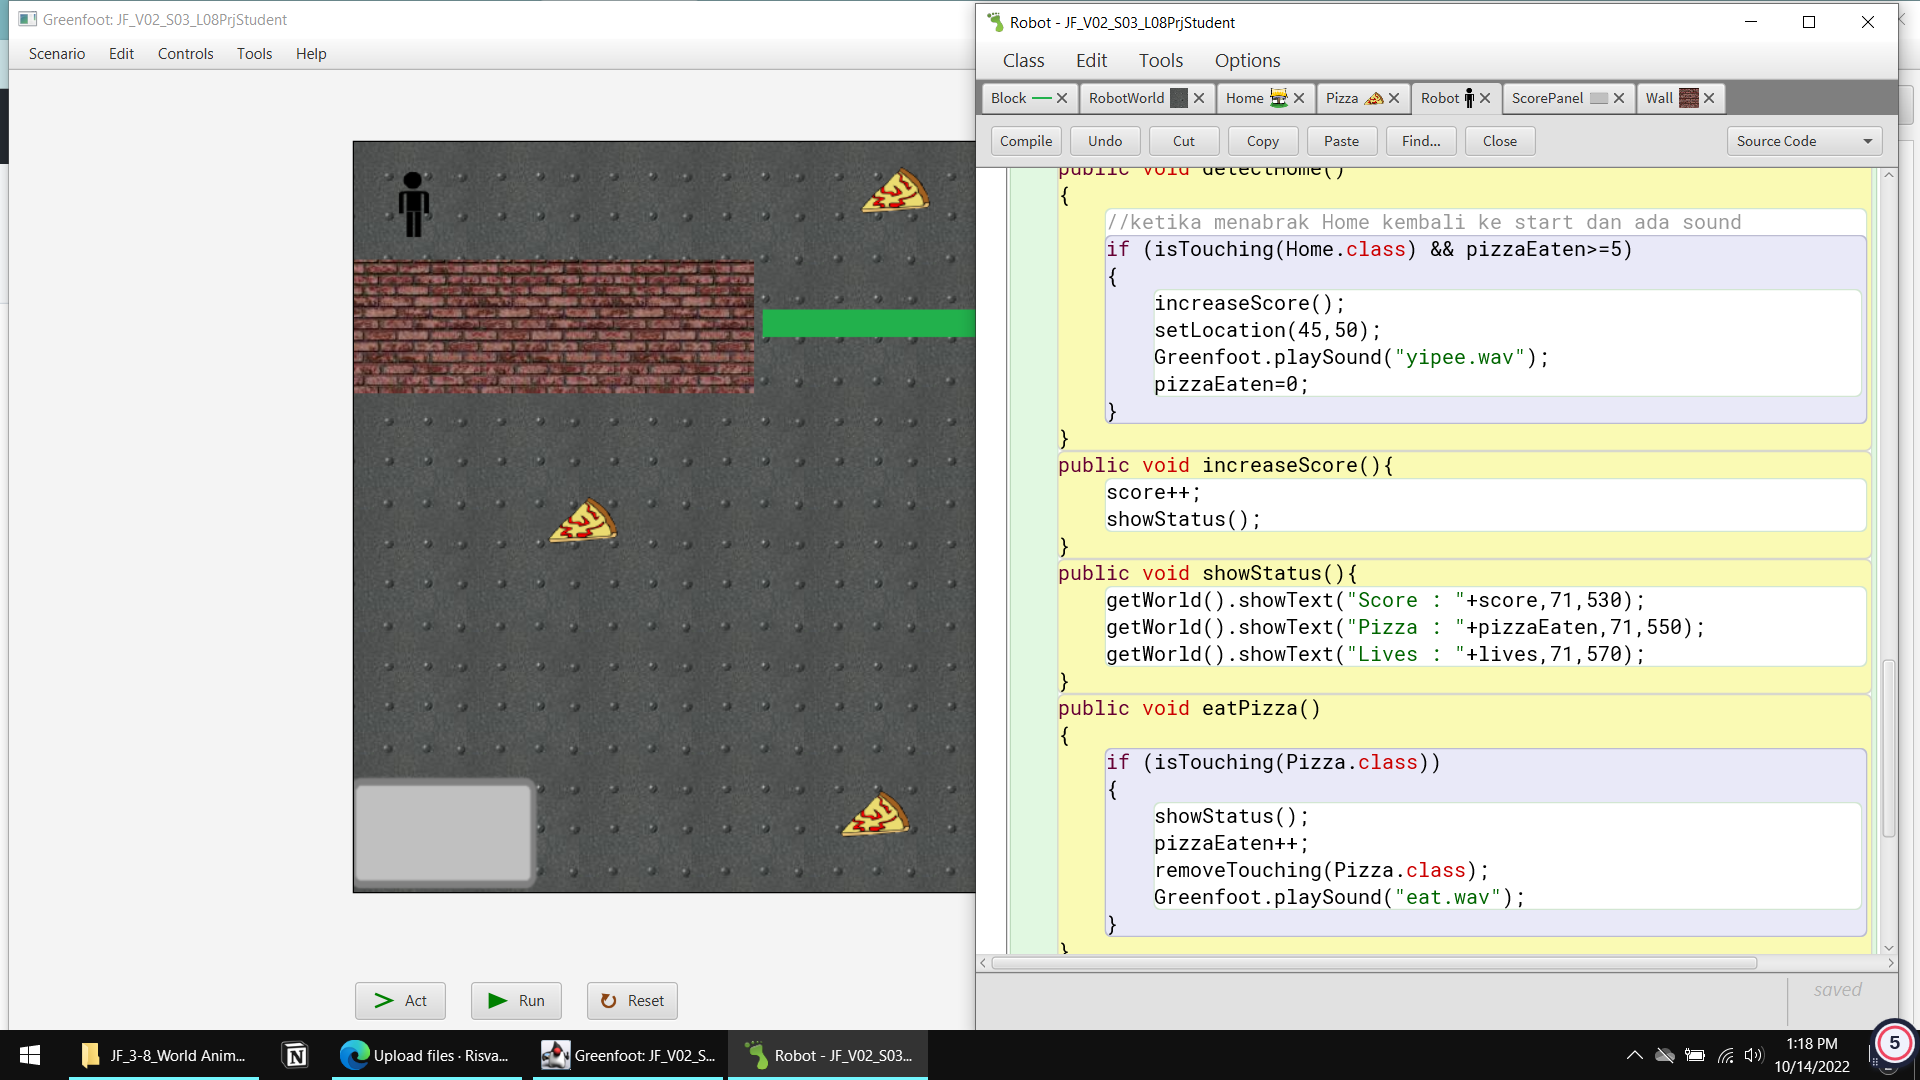 Greenfoot: JF_V02_S03_L08PrjStudent
Scenario Edit Controls Tools Help
Act Run Reset
Robot - JF_V02_S03_L08PrjStudent
Class Edit Tools Options
Block RobotWorld Home Pizza Robot ScorePanel Wall
Compile Undo Cut Copy Paste Find... Close Source Code
public void detectHome()
{
//ketika menabrak Home kembali ke start dan ada sound
if (isTouching(Home.class) && pizzaEaten>=5)
{
increaseScore();
setLocation(45,50);
Greenfoot.playSound("yipee.wav");
pizzaEaten=0;
}
}
public void increaseScore(){
score++;
showStatus();
}
public void showStatus(){
getWorld().showText("Score : "+score,71,530);
getWorld().showText("Pizza : "+pizzaEaten,71,550);
getWorld().showText("Lives : "+lives,71,570);
}
public void eatPizza()
{
if (isTouching(Pizza.class))
{
showStatus();
pizzaEaten++;
removeTouching(Pizza.class);
Greenfoot.playSound("eat.wav");
}
}
saved
JF_3-8_World Anim... Upload files · Risva... Greenfoot: JF_V02_S... Robot - JF_V02_S03...
1:18 PM
10/14/2022
5